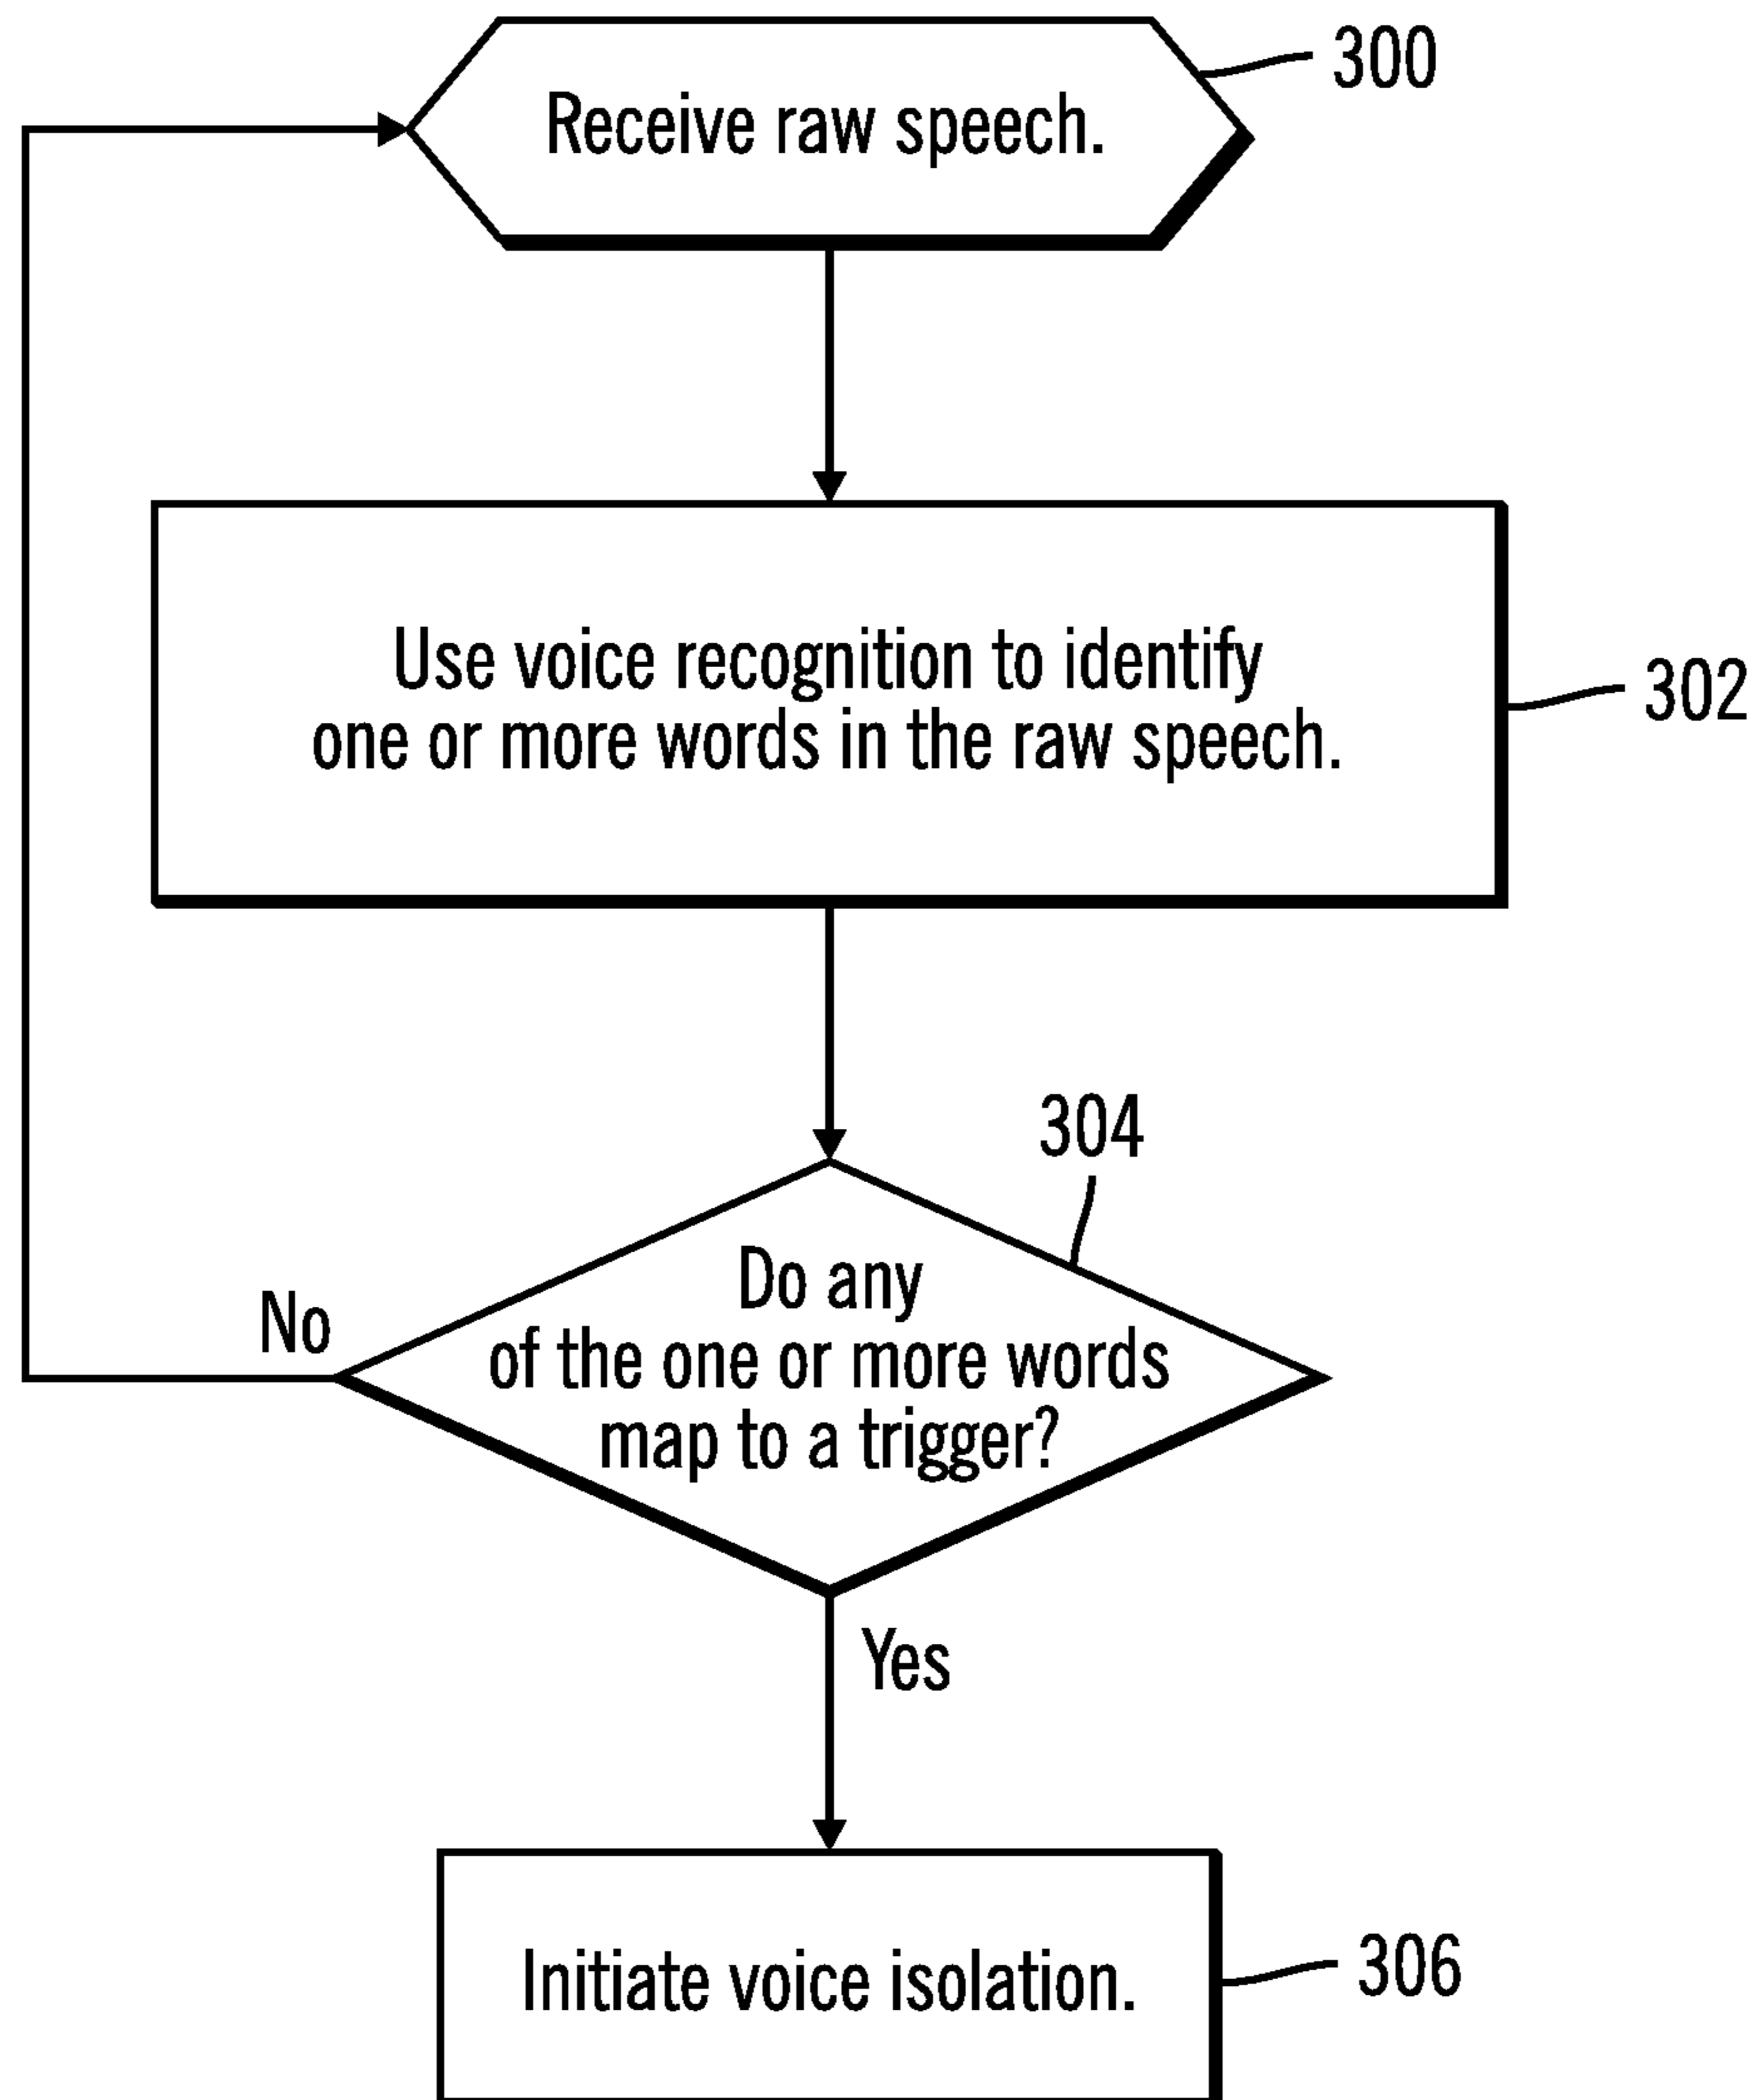 300
Receive raw speech.
Use voice recognition to identify
one or more words in the raw speech.
302
304
Do any
of the one or more words
map to a trigger?
No
Yes
Initiate voice isolation.
306